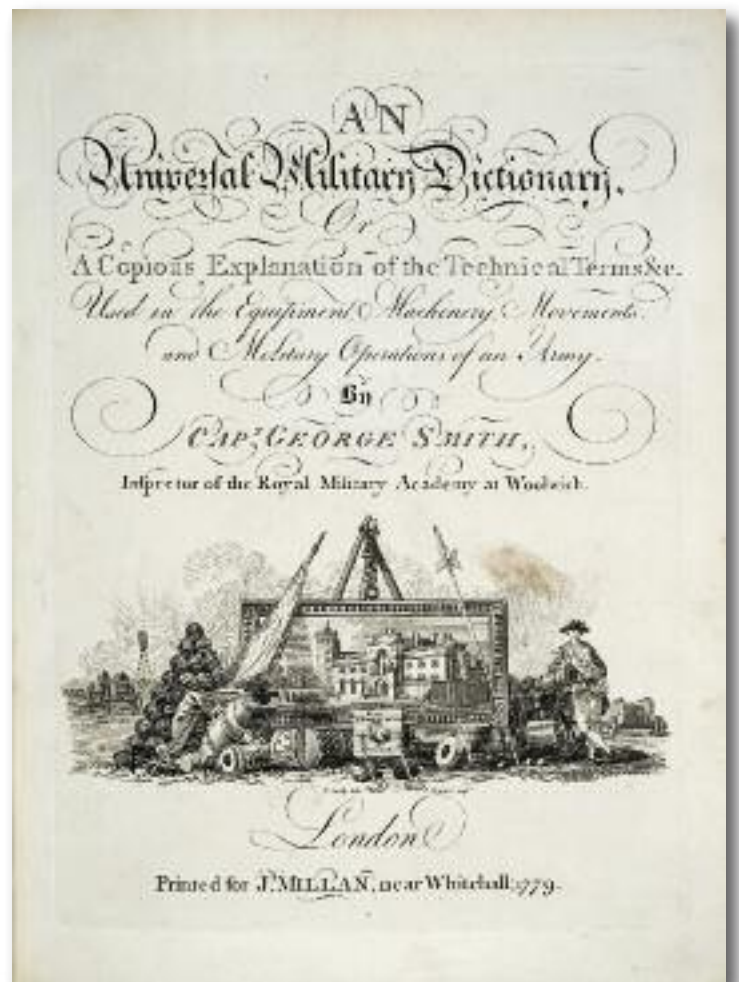 AN
Universal Military Dictionary,
Or
A Copious Explanation of the Technical Terms &c.
Used in the Equipment, Machinery, Movements,
and Military Operations of an Army.
By
CAPT. GEORGE SMITH,
Inspector of the Royal Military Academy at Woolwich.
London
Printed for J. MILLAN, near Whitehall; 1779.